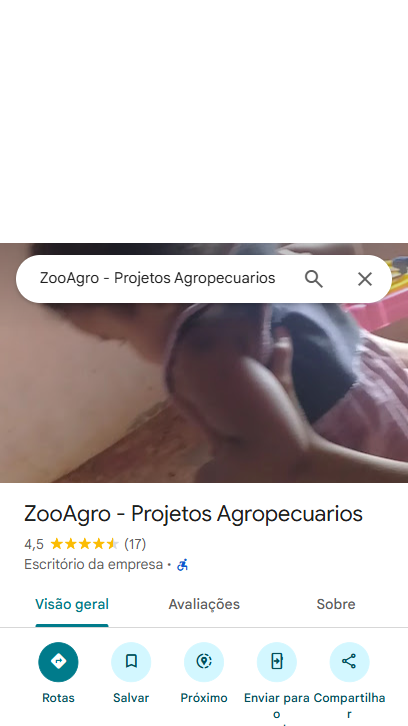 ZooAgro - Projetos Agropecuarios
ZooAgro - Projetos Agropecuarios
4,5 (17)
Escritório da empresa ·
Visão geral Avaliações Sobre
Rotas Salvar Próximo Enviar para Compartilha
o r